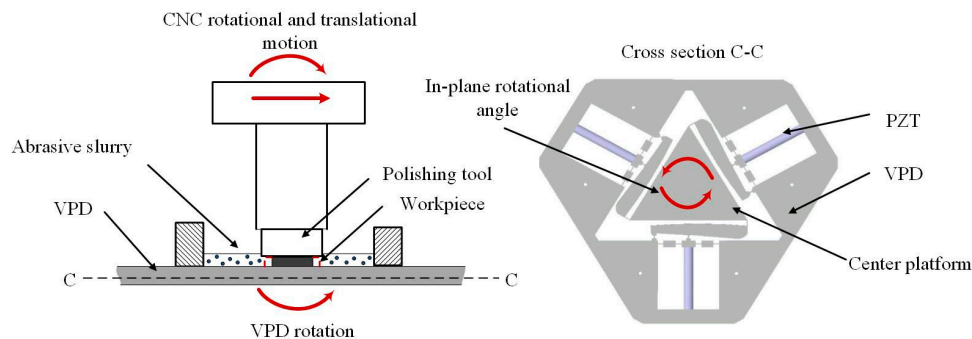 CNC rotational and translational
motion
Abrasive slurry
VPD
Polishing tool
Workpiece
C
C
VPD rotation
Cross section C-C
In-plane rotational
angle
PZT
VPD
Center platform